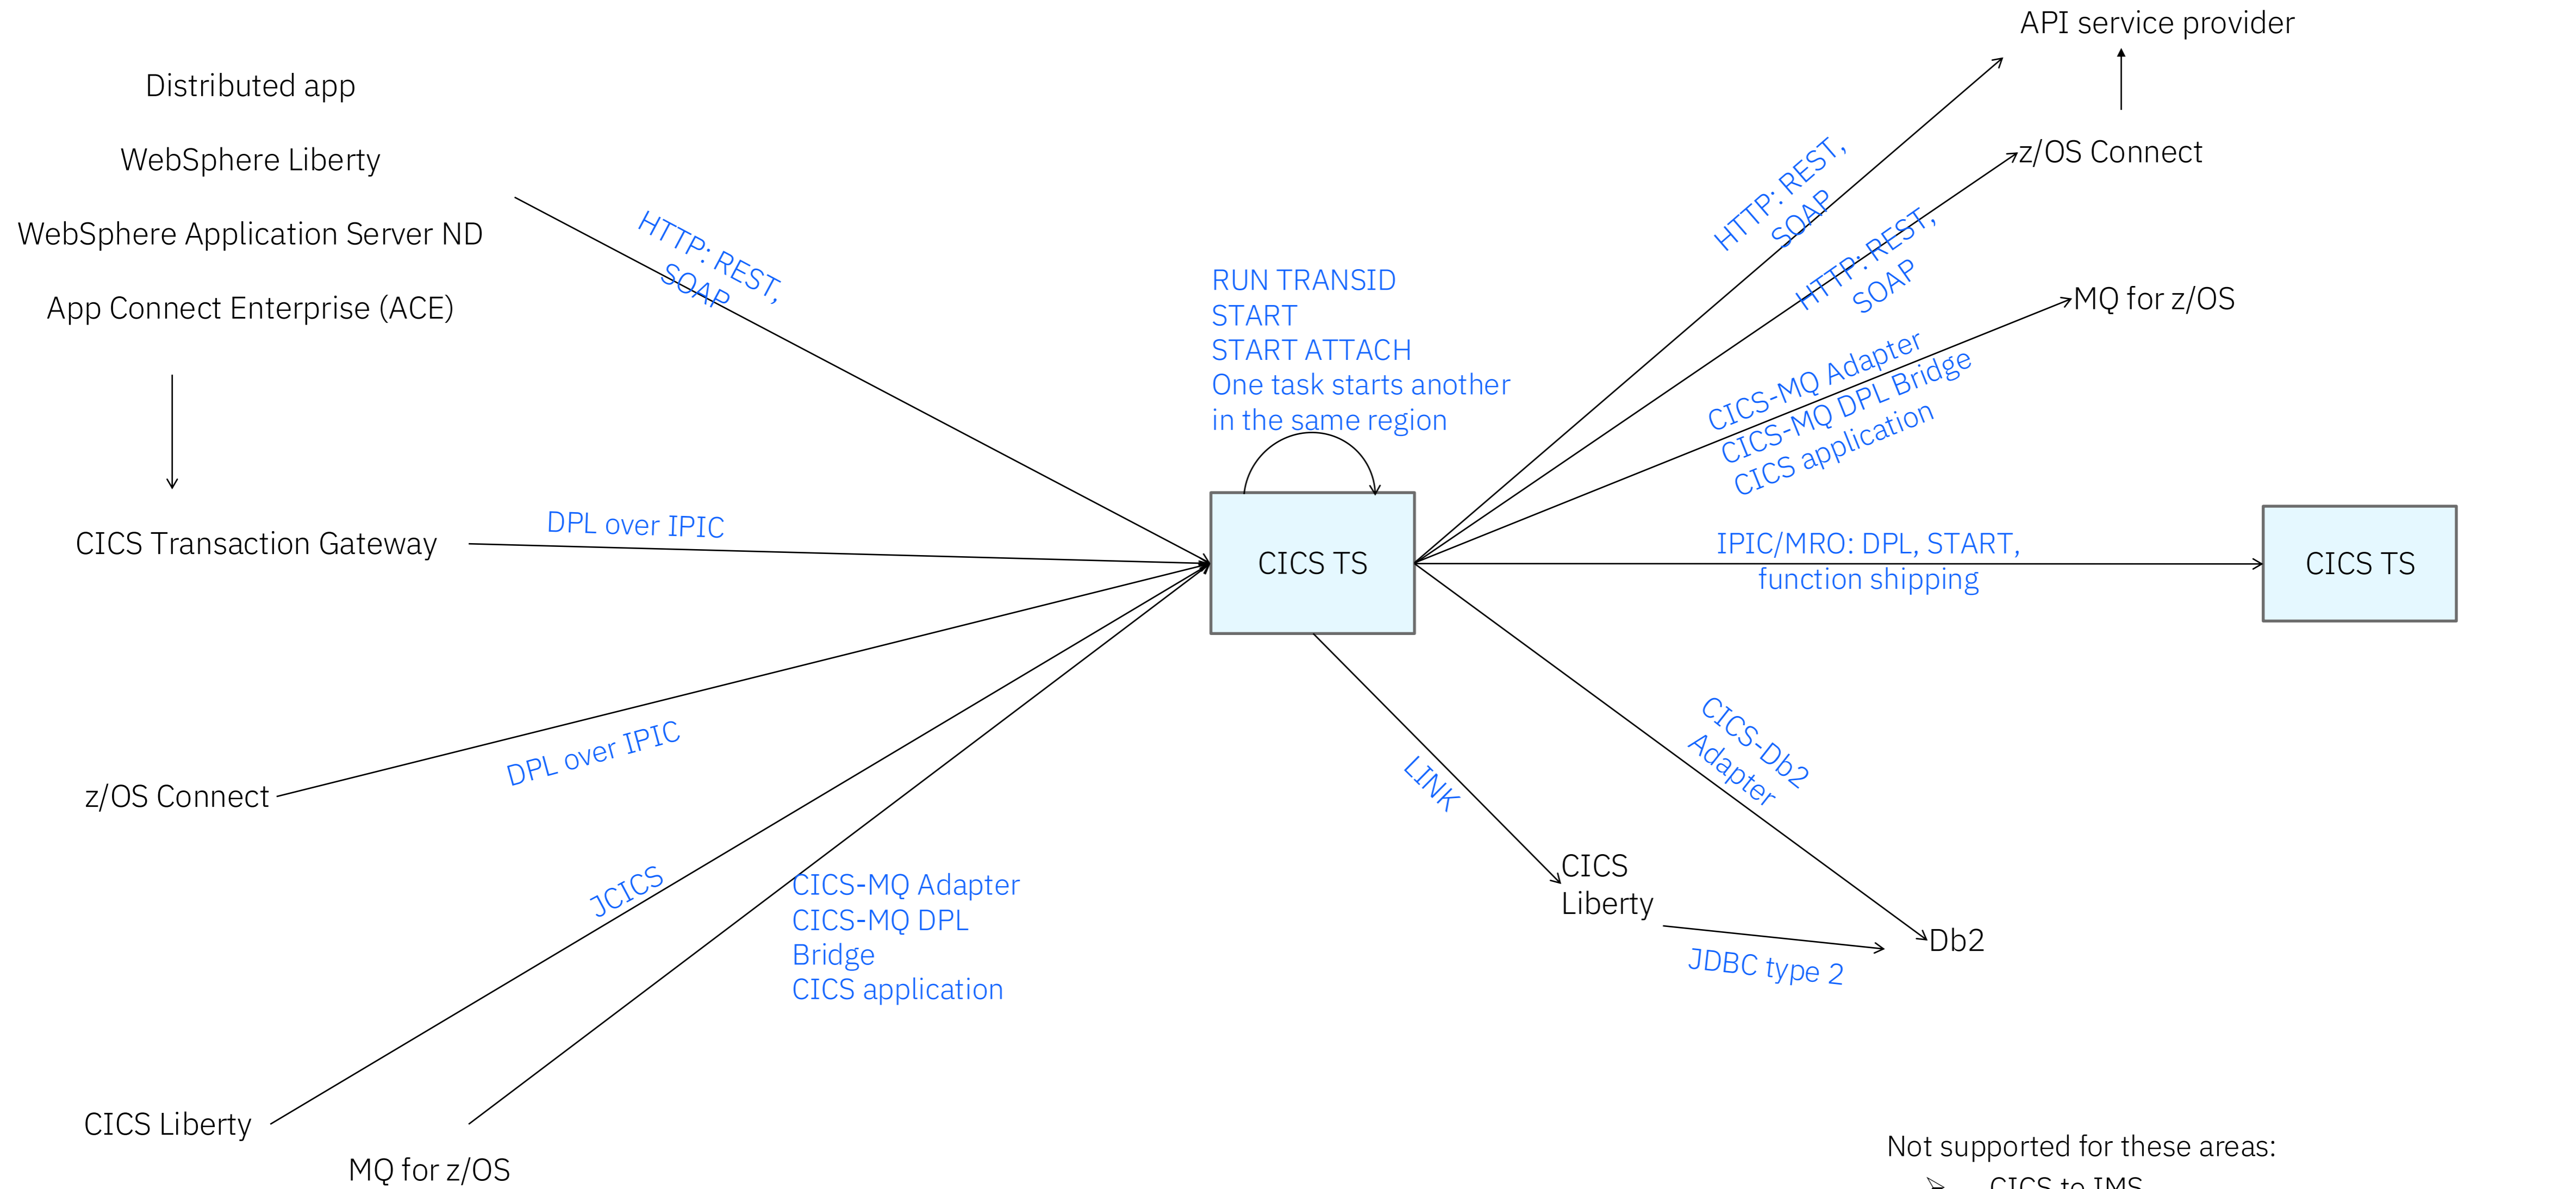 API service provider
Distributed app
WebSphere Liberty
z/OS Connect
WebSphere Application Server ND
App Connect Enterprise (ACE)
HTTP: REST,
SOAP
HTTP: REST,
SOAP
HTTP: REST,
SOAP
MQ for z/OS
RUN TRANSID
START
START ATTACH
One task starts another
in the same region
CICS-MQ Adapter
CICS-MQ DPL Bridge
CICS application
CICS Transaction Gateway
DPL over IPIC
CICS TS
IPIC/MRO: DPL, START,
function shipping
CICS TS
z/OS Connect
DPL over IPIC
LINK
CICS-Db2
Adapter
JCICS
CICS-MQ Adapter
CICS-MQ DPL
Bridge
CICS application
CICS
Liberty
JDBC type 2
Db2
CICS Liberty
MQ for z/OS
Not supported for these areas:
CICS to IMS